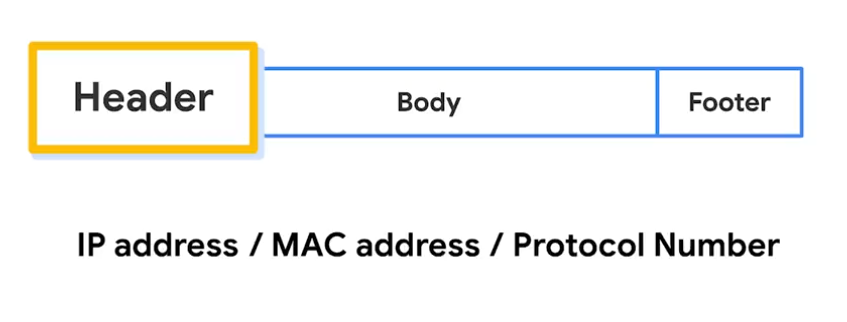 Header Body Footer
IP address / MAC address / Protocol Number